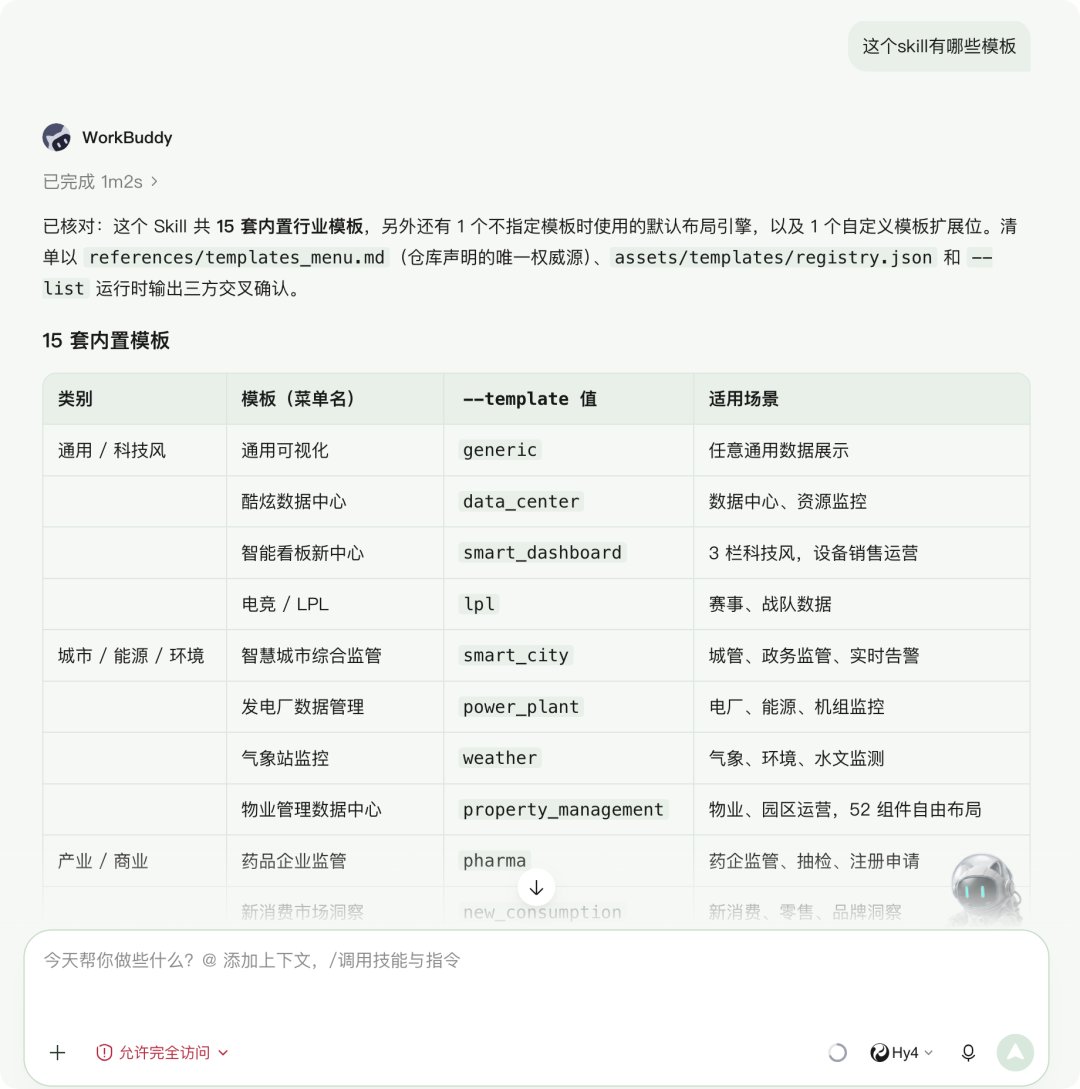 这个skill有哪些模板
WorkBuddy
已完成 1m2s
已核对：这个 Skill 共 15 套内置行业模板，另外还有 1 个不指定模板时使用的默认布局引擎，以及 1 个自定义模板扩展位。清
单以 references/templates_menu.md（仓库声明的唯一权威源）、assets/templates/registry.json 和 --
list 运行时输出三方交叉确认。
15 套内置模板
类别 模板（菜单名） --template 值 适用场景
通用 / 科技风 通用可视化 generic 任意通用数据展示
酷炫数据中心 data_center 数据中心、资源监控
智能看板新中心 smart_dashboard 3 栏科技风，设备销售运营
电竞 / LPL lpl 赛事、战队数据
城市 / 能源 / 环境 智慧城市综合监管 smart_city 城管、政务监管、实时告警
发电厂数据管理 power_plant 电厂、能源、机组监控
气象站监控 weather 气象、环境、水文监测
物业管理数据中心 property_management 物业、园区运营，52 组件自由布局
产业 / 商业 药品企业监管 pharma 药企监管、抽检、注册申请
新消费市场洞察 new_consumption 新消费、零售、品牌洞察
今天帮你做些什么？@ 添加上下文，/调用技能与指令
允许完全访问
Hy4